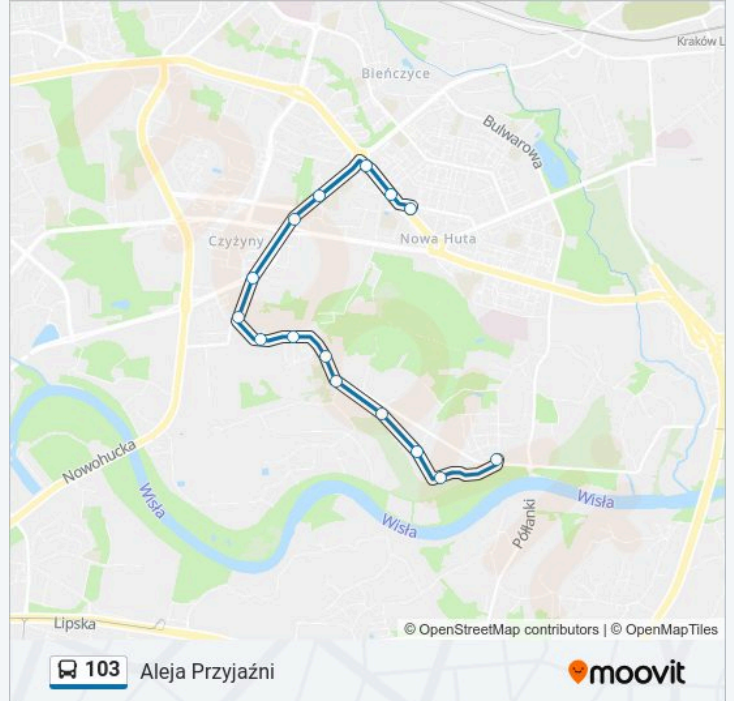 Kraków L
Bieńczyce
Bulwarowa
Czyżyny
Nowa Huta
Nowohucka
Wisła
Wisła
Wisła
Półłanki
Lipska
© OpenStreetMap contributors | © OpenMapTiles
103 Aleja Przyjaźni
moovit